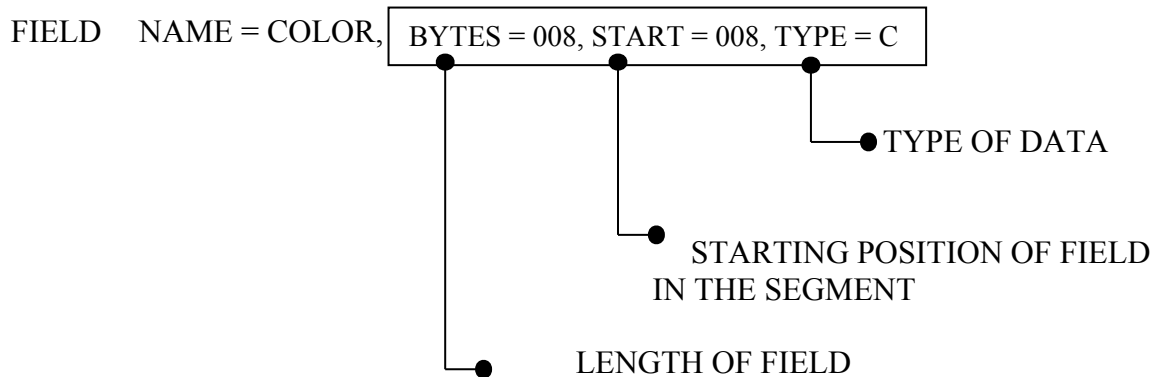 FIELD NAME = COLOR, BYTES = 008, START = 008, TYPE = C
TYPE OF DATA
STARTING POSITION OF FIELD
IN THE SEGMENT
LENGTH OF FIELD